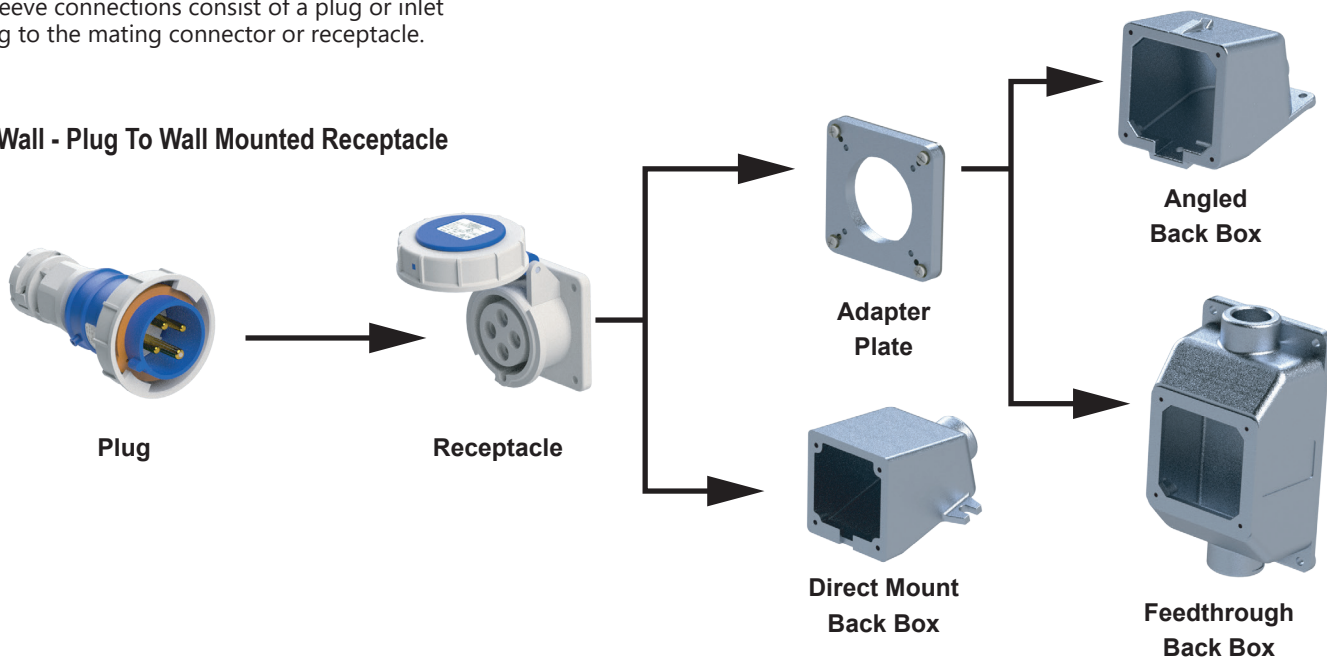 eeve connections consist of a plug or inlet
g to the mating connector or receptacle.
Wall - Plug To Wall Mounted Receptacle
Angled
Back Box
Adapter
Plate
Plug
Receptacle
Direct Mount
Back Box
Feedthrough
Back Box